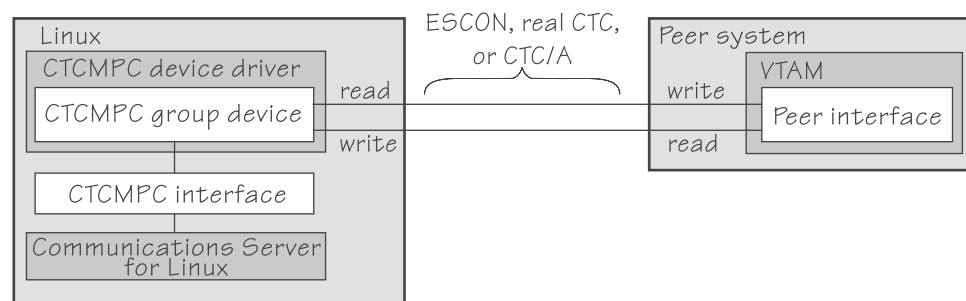 Linux
CTCMPC device driver
CTCMPC group device
CTCMPC interface
Communications Server
for Linux
read
write
ESCON, real CTC,
or CTC/A
Peer system
VTAM
write
Peer interface
read